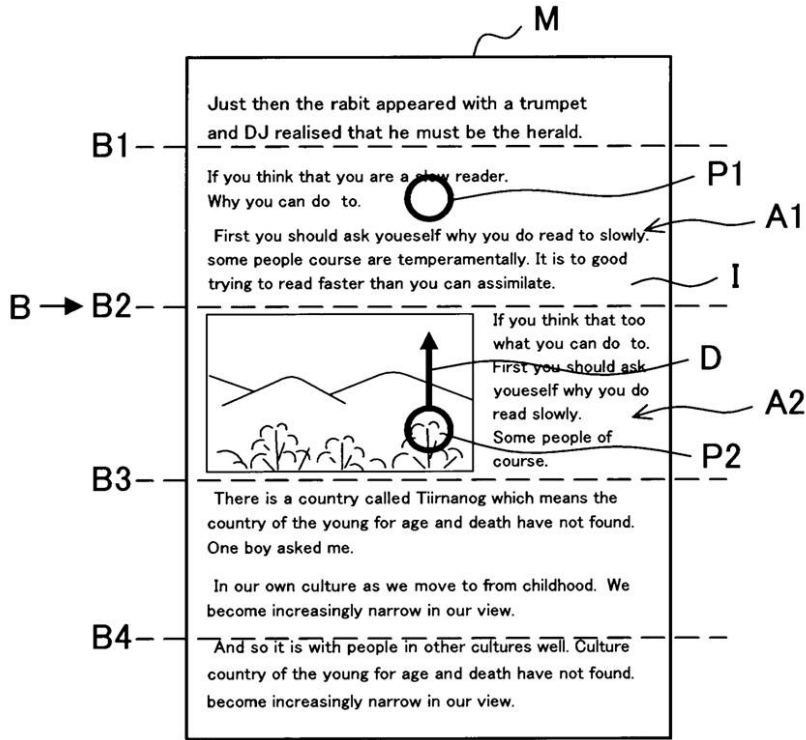 M
Just then the rabit appeared with a trumpet
and DJ realised that he must be the herald.
B1
If you think that you are a slow reader.
Why you can do to.
P1
A1
First you should ask youeself why you do read to slowly.
some people course are temperamentally. It is to good
trying to read faster than you can assimilate.
I
B
B2
If you think that too
what you can do to.
First you should ask
youeself why you do
read slowly.
Some people of
course.
D
A2
P2
B3
There is a country called Tiirnanog which means the
country of the young for age and death have not found.
One boy asked me.
In our own culture as we move to from childhood. We
become increasingly narrow in our view.
B4
And so it is with people in other cultures well. Culture
country of the young for age and death have not found.
become increasingly narrow in our view.